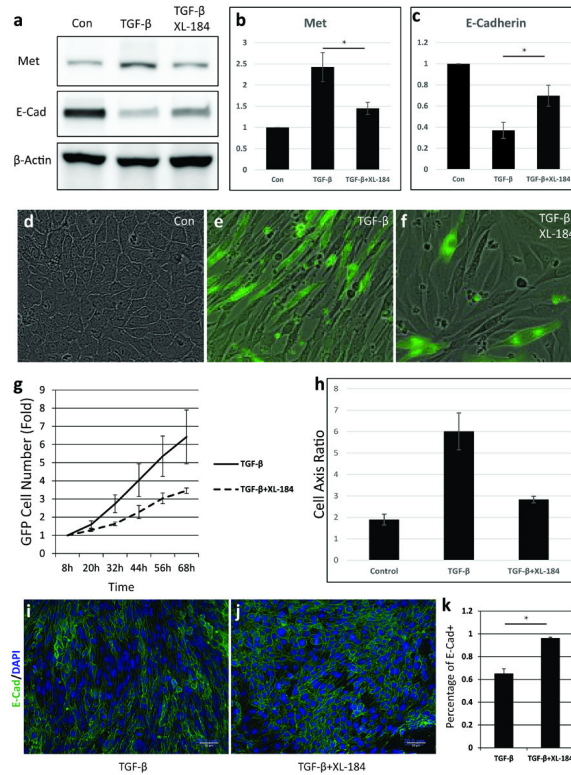 a
Con
TGF-β
TGF-β
XL-184
Met
E-Cad
β-Actin
b
Met
3
2.5
2
1.5
1
0.5
0
*
Con
TGF-β
TGF-β+XL-184
c
E-Cadherin
1.2
1
0.8
0.6
0.4
0.2
0
*
Con
TGF-β
TGF-β+XL-184
d
Con
e
TGF-β
f
TGF-β
XL-184
g
GFP Cell Number (Fold)
9
8
7
6
5
4
3
2
1
0
8h
20h
32h
44h
56h
68h
Time
TGF-β
TGF-β+XL-184
h
Cell Axis Ratio
8
7
6
5
4
3
2
1
0
Control
TGF-β
TGF-β+XL-184
i
E-Cad/DAPI
TGF-β
j
TGF-β+XL-184
k
Percentage of E-Cad+
1.2
1
0.8
0.6
0.4
0.2
0
*
TGF-β
TGF-β+XL-184